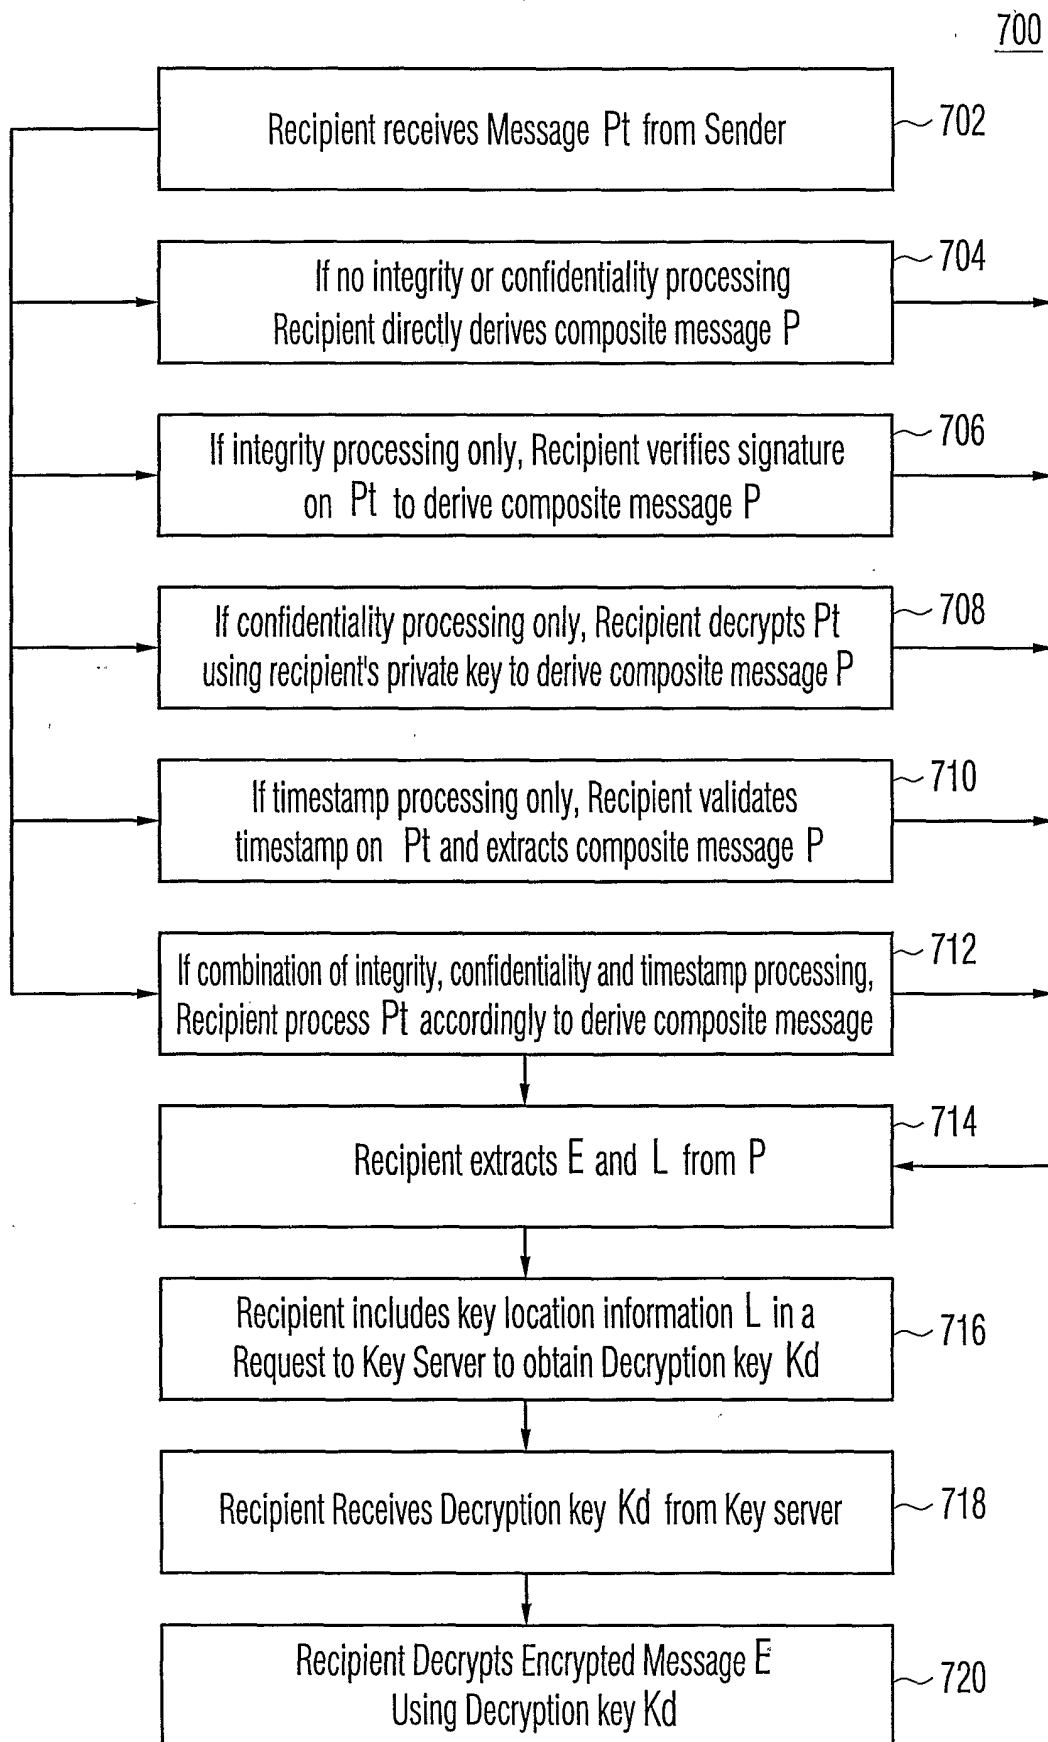 700
Recipient receives Message Pt from Sender
702
If no integrity or confidentiality processing
Recipient directly derives composite message P
704
If integrity processing only, Recipient verifies signature
on Pt to derive composite message P
706
If confidentiality processing only, Recipient decrypts Pt
using recipient's private key to derive composite message P
708
If timestamp processing only, Recipient validates
timestamp on Pt and extracts composite message P
710
If combination of integrity, confidentiality and timestamp processing,
Recipient process Pt accordingly to derive composite message
712
Recipient extracts E and L from P
714
Recipient includes key location information L in a
Request to Key Server to obtain Decryption key Kd
716
Recipient Receives Decryption key Kd from Key server
718
Recipient Decrypts Encrypted Message E
Using Decryption key Kd
720